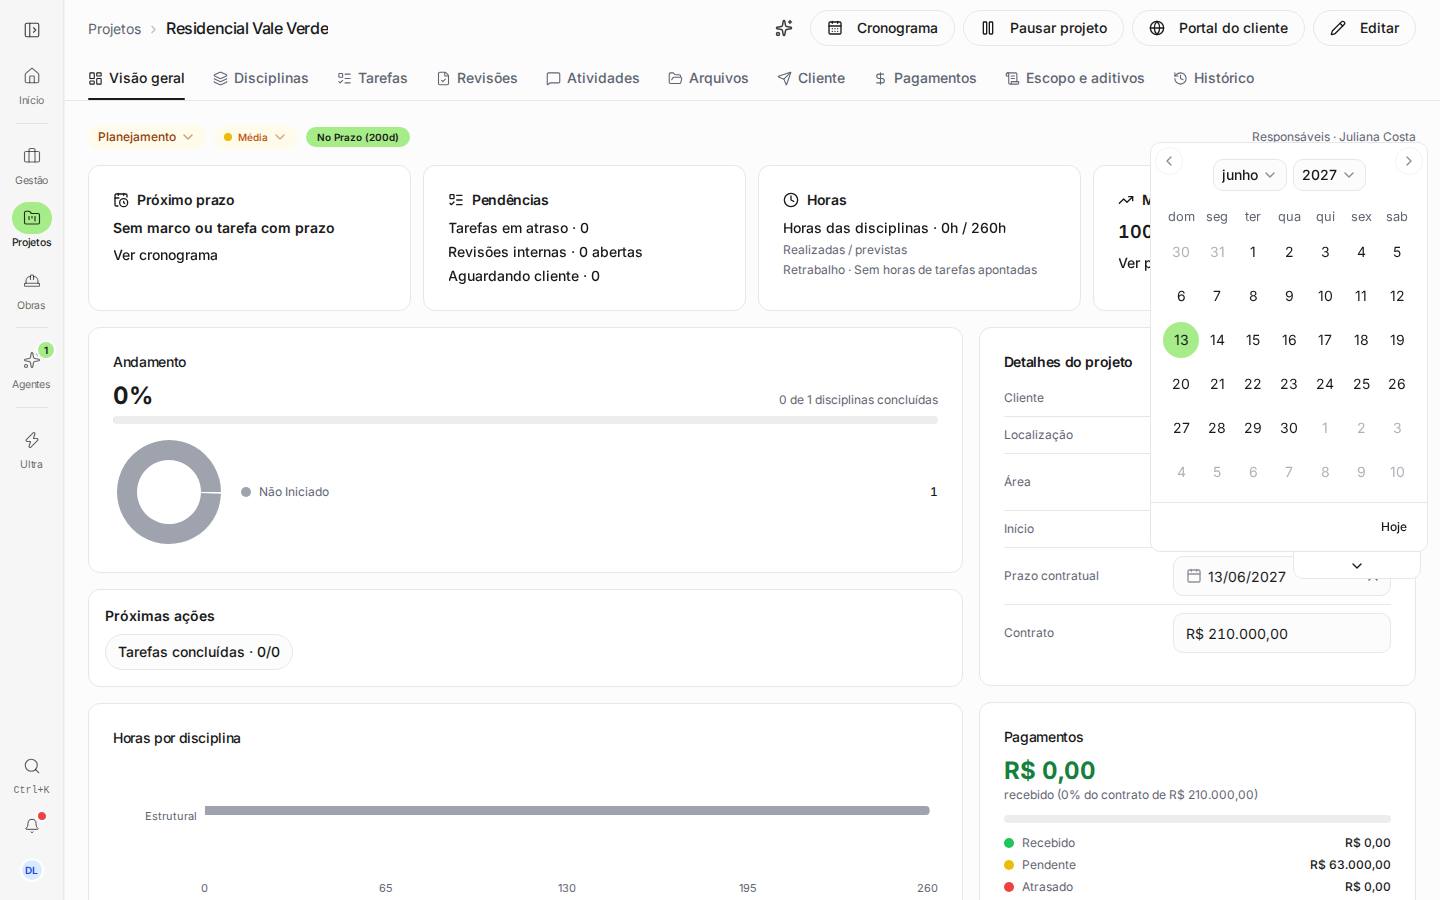 Projetos
Residencial Vale Verde
Cronograma
Pausar projeto
Portal do cliente
Editar
Início
Gestão
Projetos
Obras
1
Agentes
Ultra
Ctrl+K
DL
Visão geral
Disciplinas
Tarefas
Revisões
Atividades
Arquivos
Cliente
Pagamentos
Escopo e aditivos
Histórico
Planejamento
Média
No Prazo (200d)
Responsáveis · Juliana Costa
Próximo prazo
Sem marco ou tarefa com prazo
Ver cronograma
Pendências
Tarefas em atraso · 0
Revisões internas · 0 abertas
Aguardando cliente · 0
Horas
Horas das disciplinas · 0h / 260h
Realizadas / previstas
Retrabalho · Sem horas de tarefas apontadas
100
Ver p
junho
2027
dom seg ter qua qui sex sab
30 31 1 2 3 4 5
6 7 8 9 10 11 12
13 14 15 16 17 18 19
20 21 22 23 24 25 26
27 28 29 30 1 2 3
4 5 6 7 8 9 10
Hoje
Andamento
0%
0 de 1 disciplinas concluídas
Não Iniciado
1
Detalhes do projeto
Cliente
Localização
Área
Início
Prazo contratual
13/06/2027
Contrato
R$ 210.000,00
Próximas ações
Tarefas concluídas · 0/0
Horas por disciplina
Estrutural
0 65 130 195 260
Pagamentos
R$ 0,00
recebido (0% do contrato de R$ 210.000,00)
Recebido
R$ 0,00
Pendente
R$ 63.000,00
Atrasado
R$ 0,00